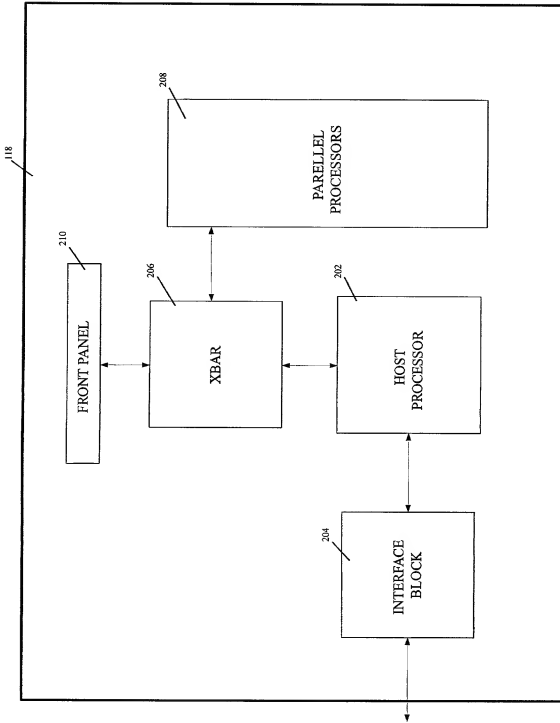 118
210
FRONT PANEL
206
XBAR
208
PARELLEL
PROCESSORS
202
HOST
PROCESSOR
204
INTERFACE
BLOCK